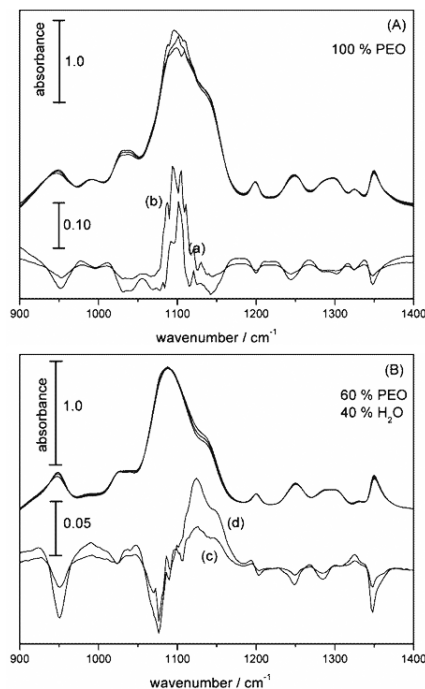 (A)
absorbance
1.0
100 % PEO
(b)
0.10
(a)
900 1000 1100 1200 1300 1400
wavenumber / cm⁻¹
(B)
absorbance
1.0
60 % PEO
40 % H₂O
0.05
(d)
(c)
900 1000 1100 1200 1300 1400
wavenumber / cm⁻¹